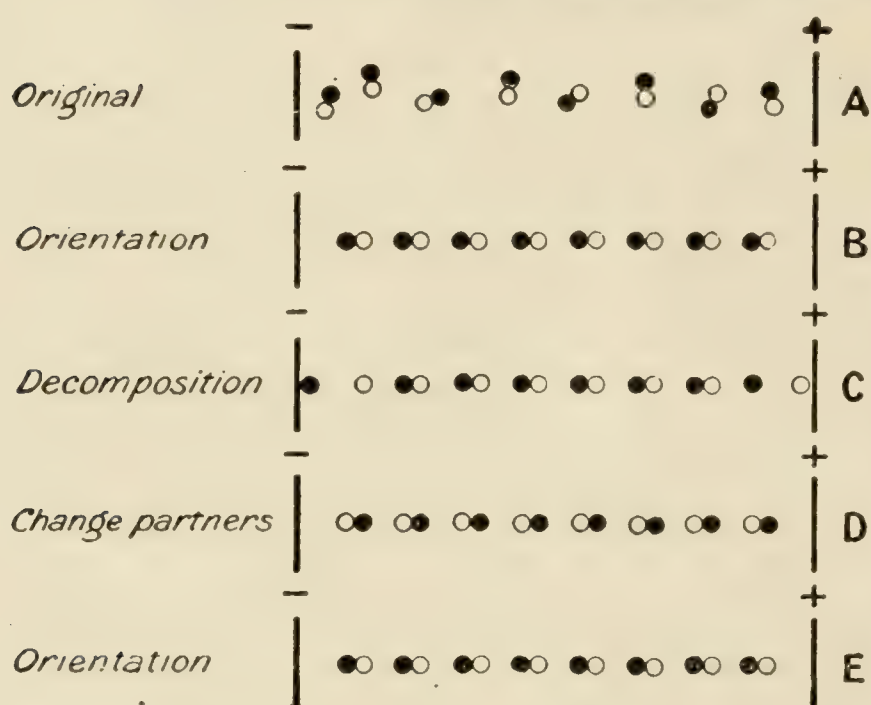 − +
Original A
− +
Orientation B
− +
Decomposition C
− +
Change partners D
− +
Orientation E